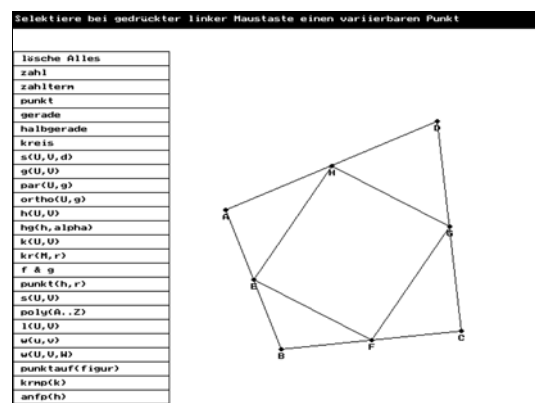 Selektiere bei gedrückter linker Maustaste einen variierbaren Punkt
lösche Alles
zahl
zahlterm
punkt
gerade
halbgerade
kreis
s(U,V,d)
g(U,V)
par(U,g)
ortho(U,g)
h(U,V)
hg(h,alpha)
k(U,V)
kr(M,r)
f & g
punkt(h,r)
s(U,V)
poly(A..Z)
l(U,V)
w(u,v)
w(U,V,W)
punktauf(figur)
krmp(k)
anfp(h)
D
H
A
G
E
C
F
B